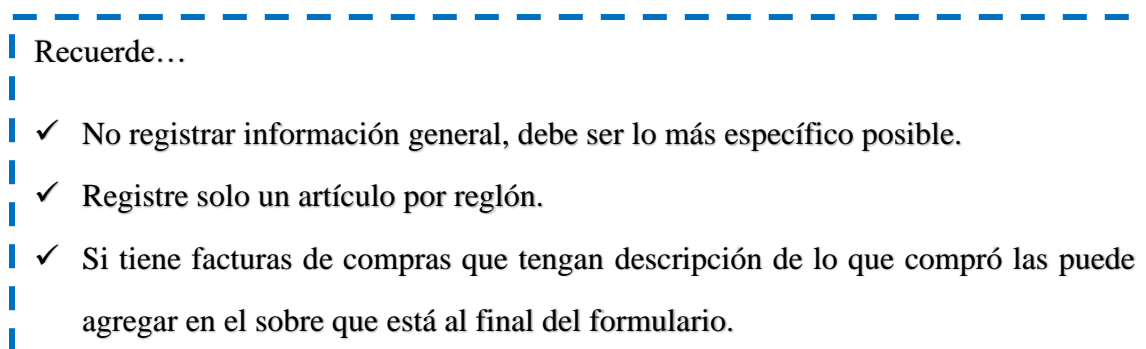 Recuerde…
✓ No registrar información general, debe ser lo más específico posible.
✓ Registre solo un artículo por reglón.
✓ Si tiene facturas de compras que tengan descripción de lo que compró las puede
agregar en el sobre que está al final del formulario.